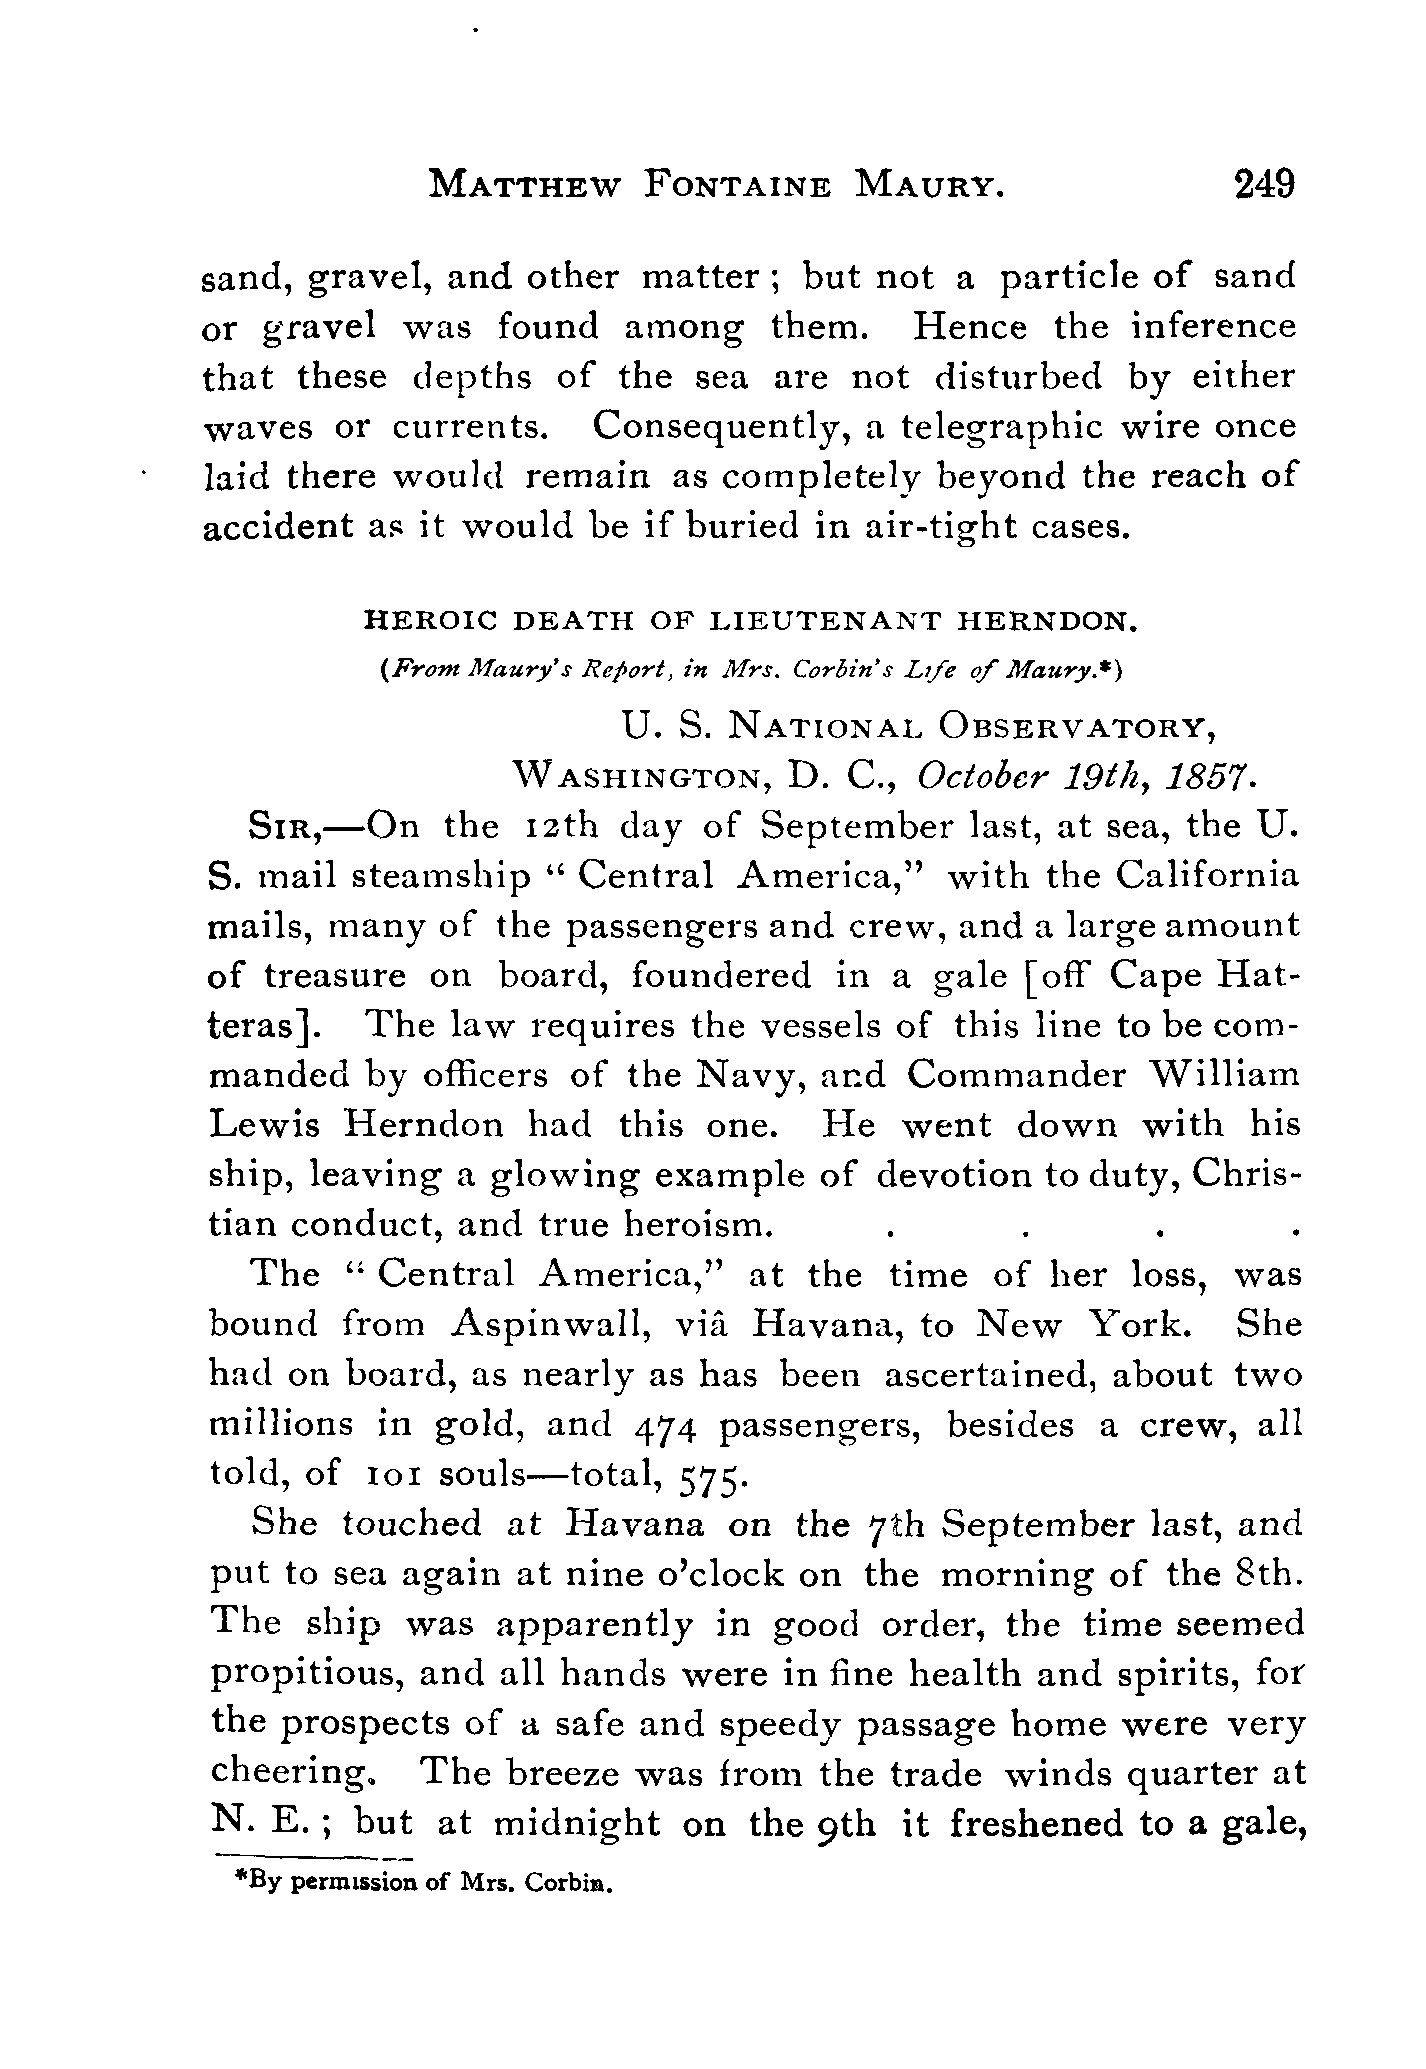 MATTHEW FONTAINE MAURY. 249
sand, gravel, and other matter ; but not a particle of sand
or gravel was found among them. Hence the inference
that these depths of the sea are not disturbed by either
waves or currents. Consequently, a telegraphic wire once
laid there would remain as completely beyond the reach of
accident as it would be if buried in air-tight cases.
HEROIC DEATH OF LIEUTENANT HERNDON.
(From Maury's Report, in Mrs. Corbin's Life of Maury.*)
U. S. NATIONAL OBSERVATORY,
WASHINGTON, D. C., October 19th, 1857.
SIR,—On the 12th day of September last, at sea, the U.
S. mail steamship “ Central America,” with the California
mails, many of the passengers and crew, and a large amount
of treasure on board, foundered in a gale [off Cape Hat-
teras]. The law requires the vessels of this line to be com-
manded by officers of the Navy, and Commander William
Lewis Herndon had this one. He went down with his
ship, leaving a glowing example of devotion to duty, Chris-
tian conduct, and true heroism. . . . .
The “ Central America,” at the time of her loss, was
bound from Aspinwall, viâ Havana, to New York. She
had on board, as nearly as has been ascertained, about two
millions in gold, and 474 passengers, besides a crew, all
told, of 101 souls—total, 575.
She touched at Havana on the 7th September last, and
put to sea again at nine o'clock on the morning of the 8th.
The ship was apparently in good order, the time seemed
propitious, and all hands were in fine health and spirits, for
the prospects of a safe and speedy passage home were very
cheering. The breeze was from the trade winds quarter at
N. E. ; but at midnight on the 9th it freshened to a gale,
*By permission of Mrs. Corbin.